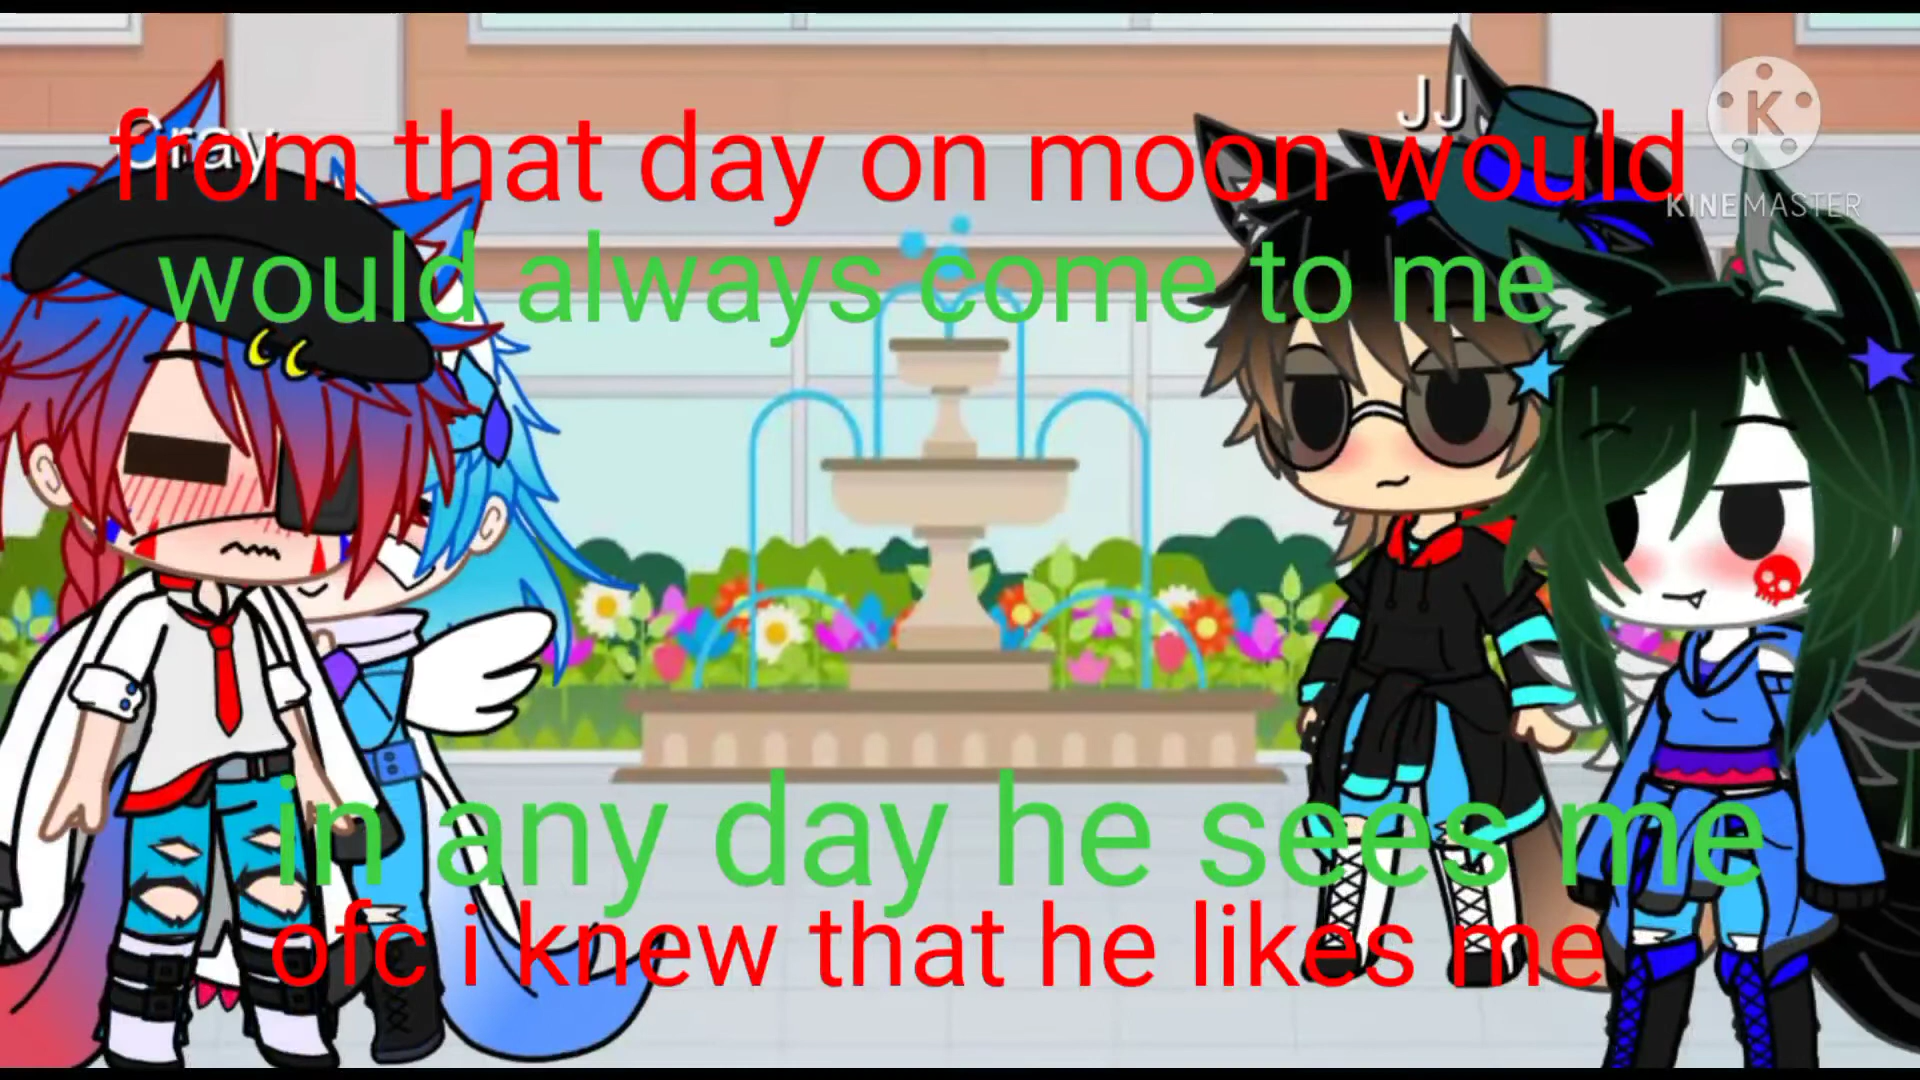 JJ
K
Gray
from that day on moon would
KINEMASTER
would always come to me
in any day he sees me
ofc i knew that he likes me